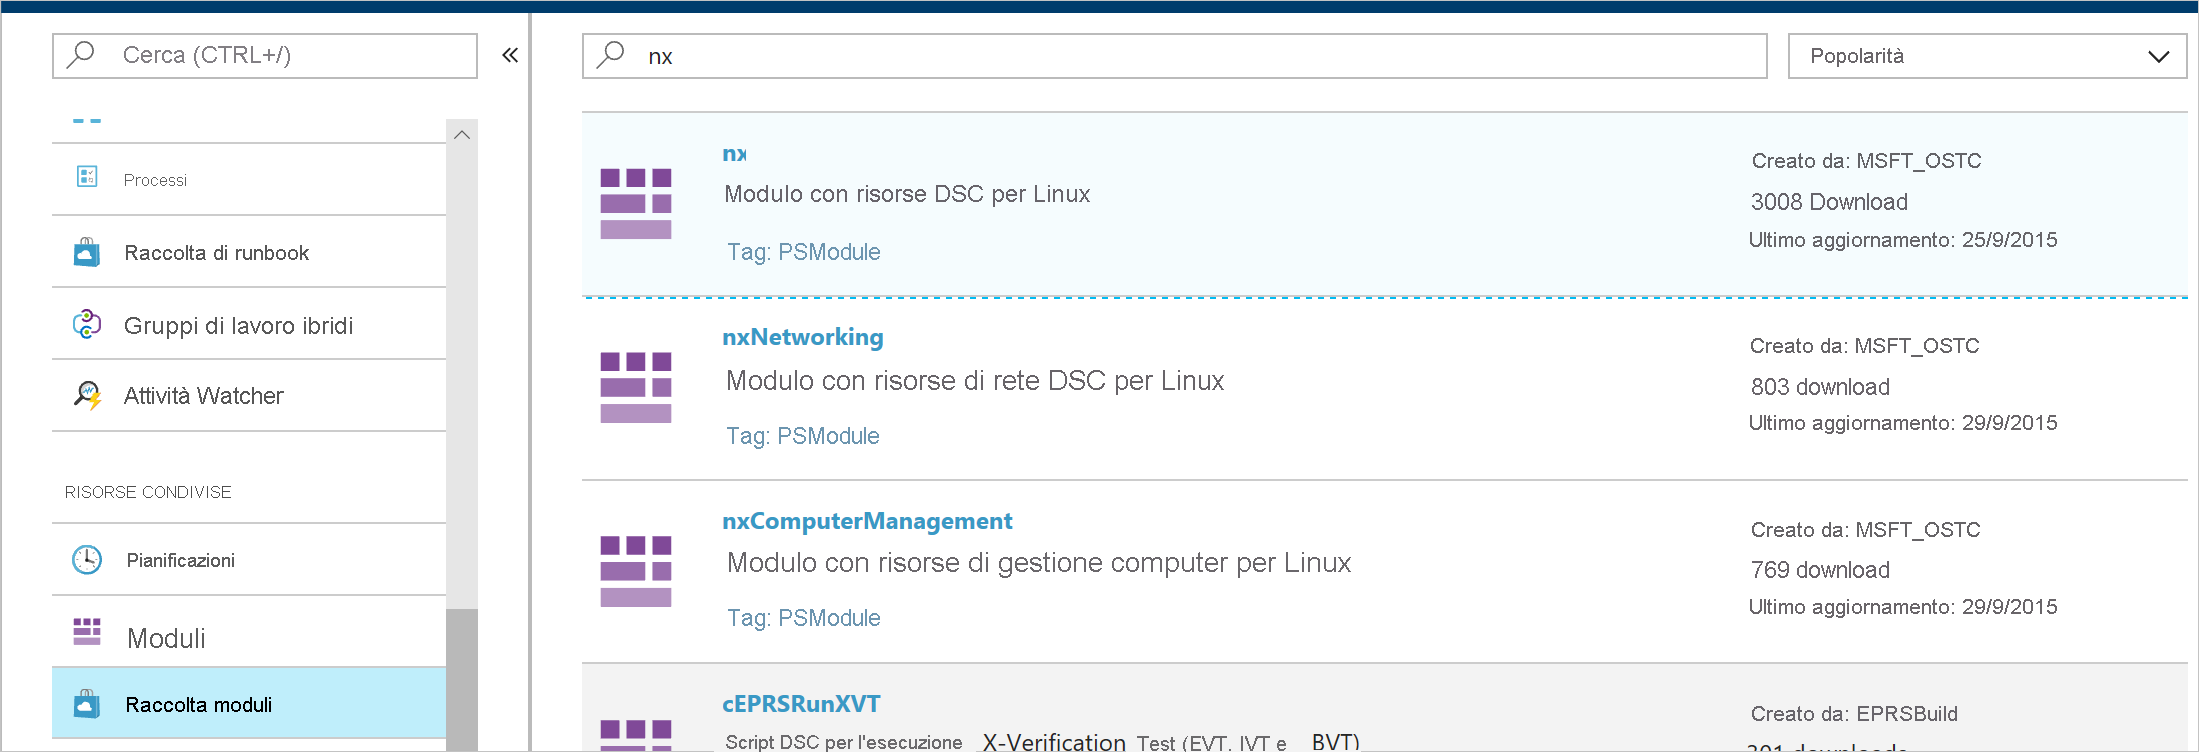 Cerca (CTRL+/)
Processi
Raccolta di runbook
Gruppi di lavoro ibridi
Attività Watcher
RISORSE CONDIVISE
Pianificazioni
Moduli
Raccolta moduli
nx
Popolarità
nx
Modulo con risorse DSC per Linux
Tag: PSModule
Creato da: MSFT_OSTC
3008 Download
Ultimo aggiornamento: 25/9/2015
nxNetworking
Modulo con risorse di rete DSC per Linux
Tag: PSModule
Creato da: MSFT_OSTC
803 download
Ultimo aggiornamento: 29/9/2015
nxComputerManagement
Modulo con risorse di gestione computer per Linux
Tag: PSModule
Creato da: MSFT_OSTC
769 download
Ultimo aggiornamento: 29/9/2015
cEPRSRunXVT
Script DSC per l'esecuzione X-Verification Test (EVT, IVT e BVT)
Creato da: EPRSBuild
301 downloads